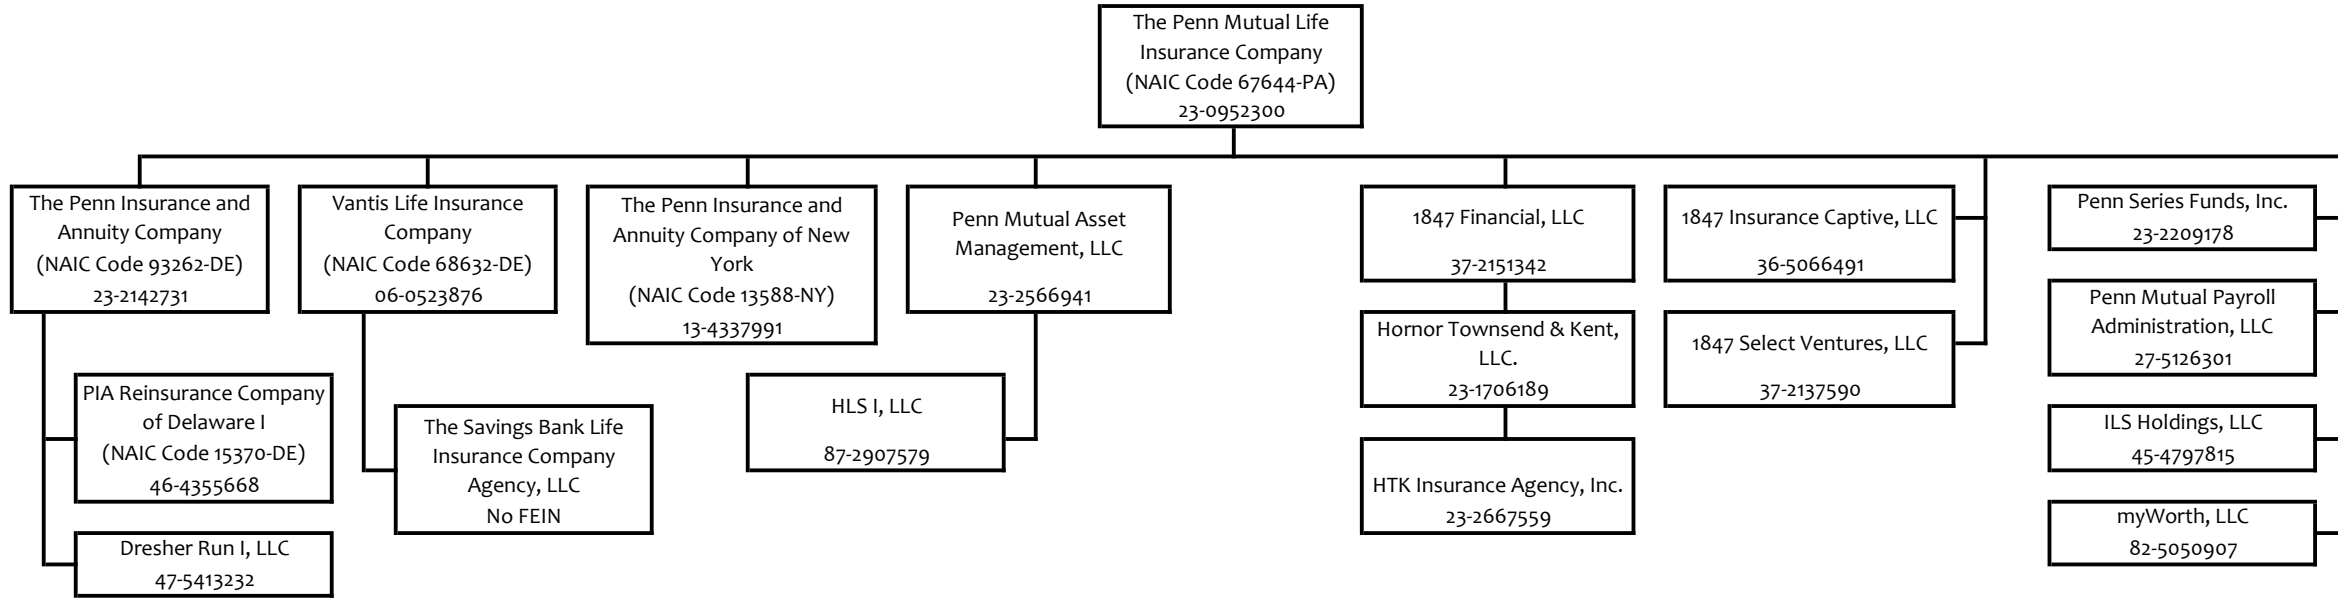 The Penn Mutual Life
Insurance Company
(NAIC Code 67644-PA)
23-0952300
The Penn Insurance and
Annuity Company
(NAIC Code 93262-DE)
23-2142731
Vantis Life Insurance
Company
(NAIC Code 68632-DE)
06-0523876
The Penn Insurance and
Annuity Company of New
York
(NAIC Code 13588-NY)
13-4337991
Penn Mutual Asset
Management, LLC
23-2566941
1847 Financial, LLC
37-2151342
1847 Insurance Captive, LLC
36-5066491
Penn Series Funds, Inc.
23-2209178
Penn Mutual Payroll
Administration, LLC
27-5126301
Hornor Townsend & Kent,
LLC.
23-1706189
1847 Select Ventures, LLC
37-2137590
PIA Reinsurance Company
of Delaware I
(NAIC Code 15370-DE)
46-4355668
The Savings Bank Life
Insurance Company
Agency, LLC
No FEIN
HLS I, LLC
87-2907579
ILS Holdings, LLC
45-4797815
HTK Insurance Agency, Inc.
23-2667559
myWorth, LLC
82-5050907
Dresher Run I, LLC
47-5413232